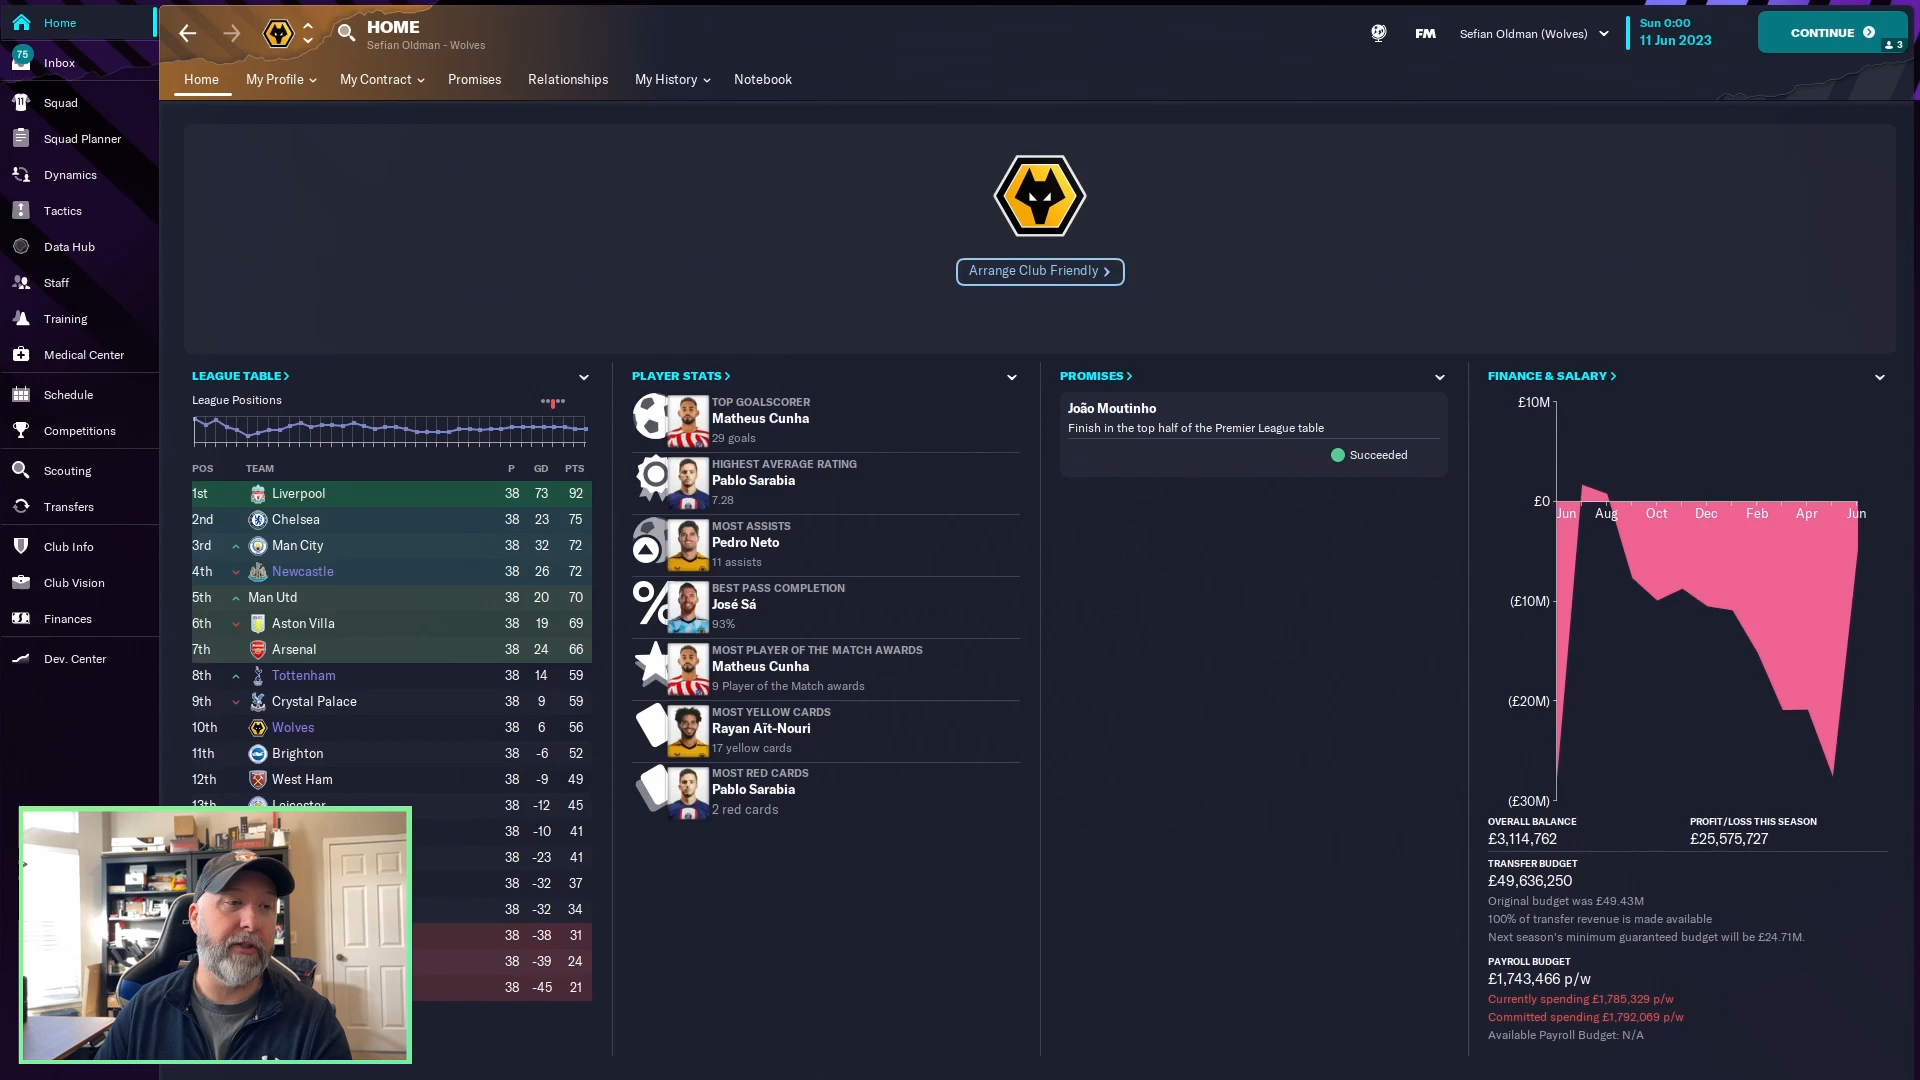 Home
75
Inbox
Squad
Squad Planner
Dynamics
Tactics
Data Hub
Staff
Training
Medical Center
Schedule
Competitions
Scouting
Transfers
Club Info
Club Vision
Finances
Dev. Center
HOME
Sefian Oldman - Wolves
FM
Sefian Oldman (Wolves)
Sun 0:00
11 Jun 2023
CONTINUE
3
Home
My Profile
My Contract
Promises
Relationships
My History
Notebook
Arrange Club Friendly
LEAGUE TABLE
League Positions
POS TEAM P GD PTS
1st Liverpool 38 73 92
2nd Chelsea 38 23 75
3rd Man City 38 32 72
4th Newcastle 38 26 72
5th Man Utd 38 20 70
6th Aston Villa 38 19 69
7th Arsenal 38 24 66
8th Tottenham 38 14 59
9th Crystal Palace 38 9 59
10th Wolves 38 6 56
11th Brighton 38 -6 52
12th West Ham 38 -9 49
13th Leicester 38 -12 45
38 -10 41
38 -23 41
38 -32 37
38 -32 34
38 -38 31
38 -39 24
38 -45 21
PLAYER STATS
TOP GOALSCORER
Matheus Cunha
29 goals
HIGHEST AVERAGE RATING
Pablo Sarabia
7.28
MOST ASSISTS
Pedro Neto
11 assists
BEST PASS COMPLETION
José Sá
93%
MOST PLAYER OF THE MATCH AWARDS
Matheus Cunha
9 Player of the Match awards
MOST YELLOW CARDS
Rayan Aït-Nouri
17 yellow cards
MOST RED CARDS
Pablo Sarabia
2 red cards
PROMISES
João Moutinho
Finish in the top half of the Premier League table
Succeeded
FINANCE & SALARY
£10M
£0
Jun Aug Oct Dec Feb Apr Jun
(£10M)
(£20M)
(£30M)
OVERALL BALANCE
£3,114,762
PROFIT/LOSS THIS SEASON
£25,575,727
TRANSFER BUDGET
£49,636,250
Original budget was £49.43M
100% of transfer revenue is made available
Next season's minimum guaranteed budget will be £24.71M.
PAYROLL BUDGET
£1,743,466 p/w
Currently spending £1,785,329 p/w
Committed spending £1,792,069 p/w
Available Payroll Budget: N/A